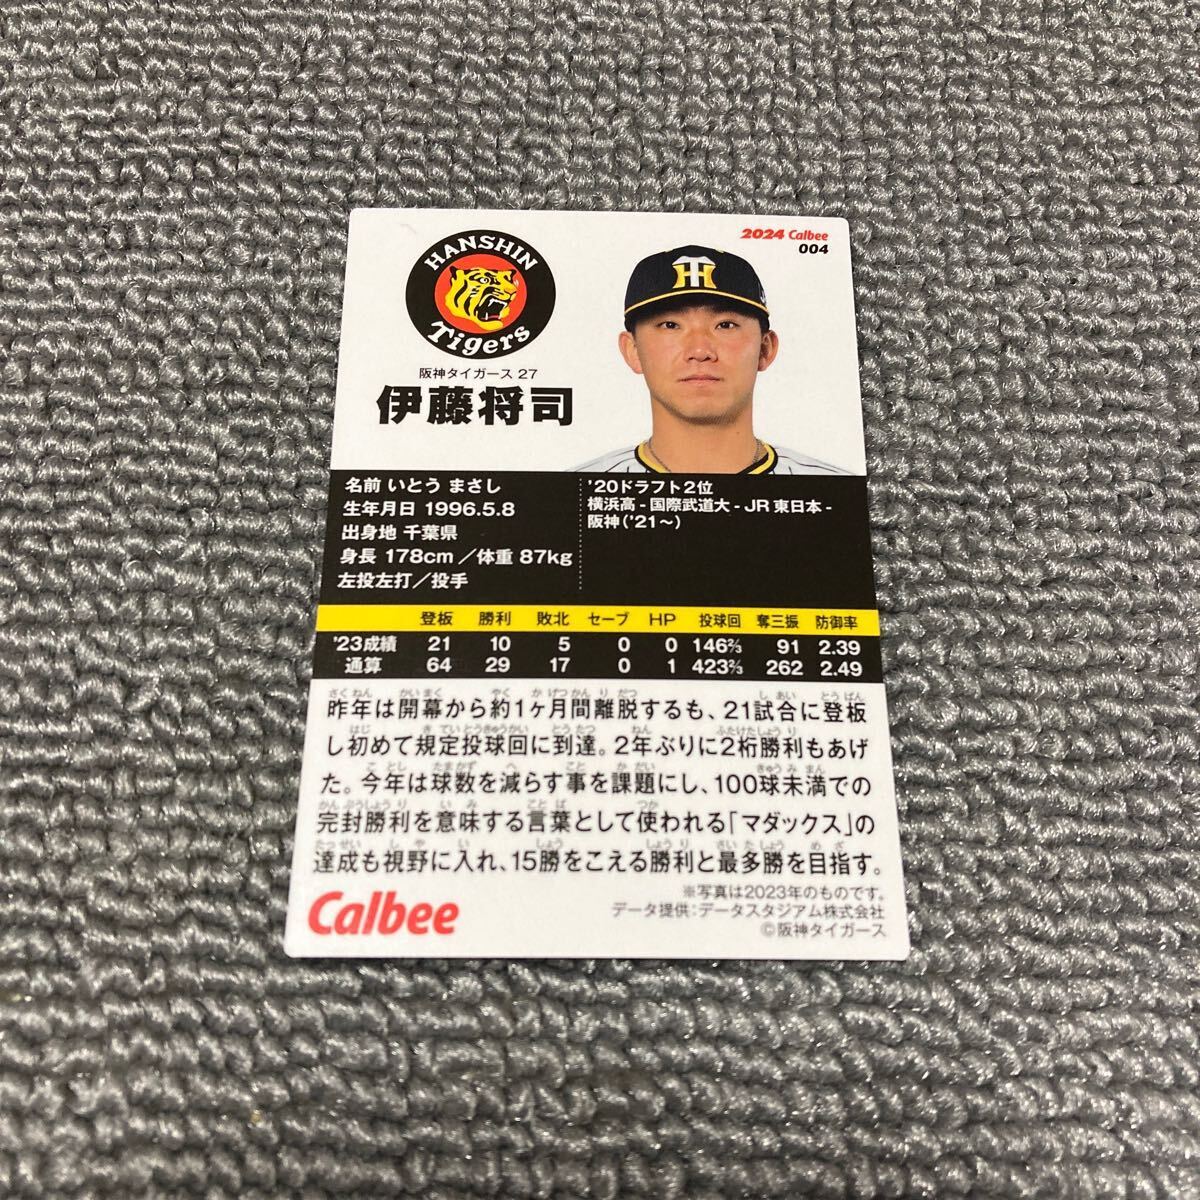 2024 Calbee
004
HANSHIN
Tigers
阪神タイガース 27
伊藤将司
名前 いとう まさし
生年月日 1996.5.8
出身地 千葉県
身長 178cm／体重 87kg
左投左打／投手
'20ドラフト2位
横浜高 - 国際武道大 - JR 東日本 -
阪神('21〜)
登板 勝利 敗北 セーブ HP 投球回 奪三振 防御率
'23成績 21 10 5 0 0 146⅔ 91 2.39
通算 64 29 17 0 1 423⅔ 262 2.49
昨年は開幕から約1ヶ月間離脱するも、21試合に登板
し初めて規定投球回に到達。2年ぶりに2桁勝利もあげ
た。今年は球数を減らす事を課題にし、100球未満での
完封勝利を意味する言葉として使われる「マダックス」の
達成も視野に入れ、15勝をこえる勝利と最多勝を目指す。
※写真は2023年のものです。
データ提供：データスタジアム株式会社
©阪神タイガース
Calbee